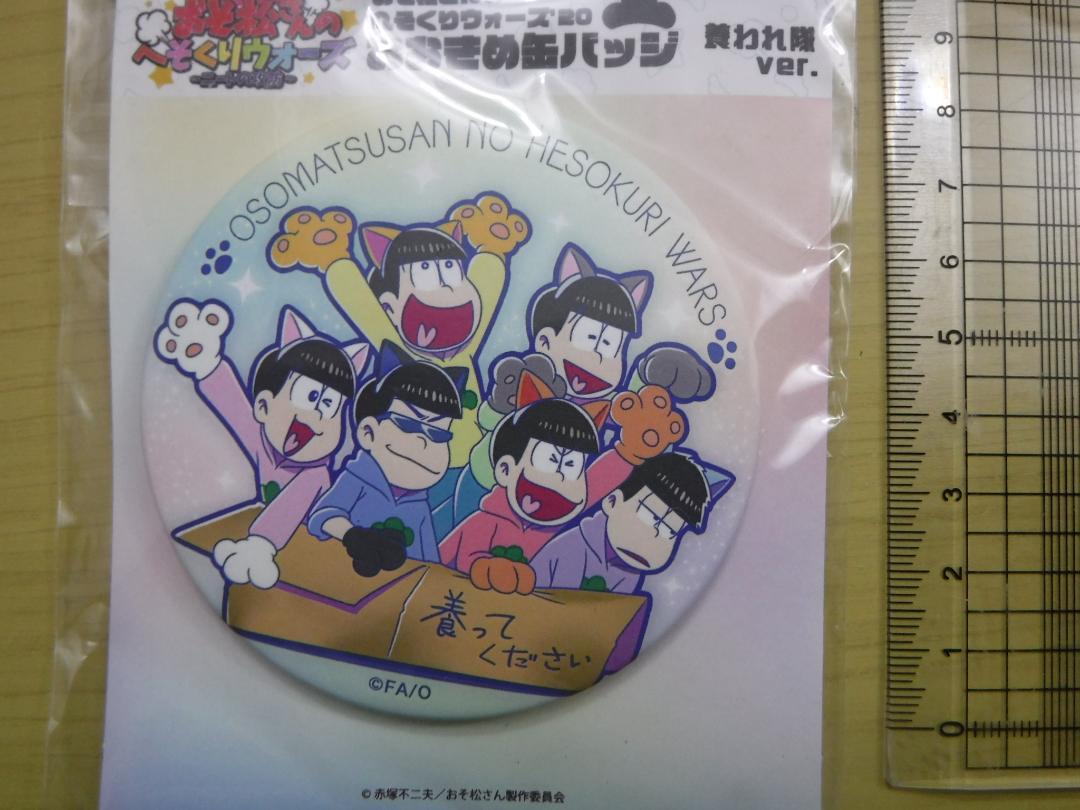 おそ松さんの
へそくりウォーズ
へそくりウォーズ'20
おおきめ缶バッジ
養われ隊
ver.
OSOMATSUSAN NO HESOKURI WARS
養って
ください
©FA/O
© 赤塚不二夫／おそ松さん製作委員会
9
8
7
6
5
4
3
2
1
0